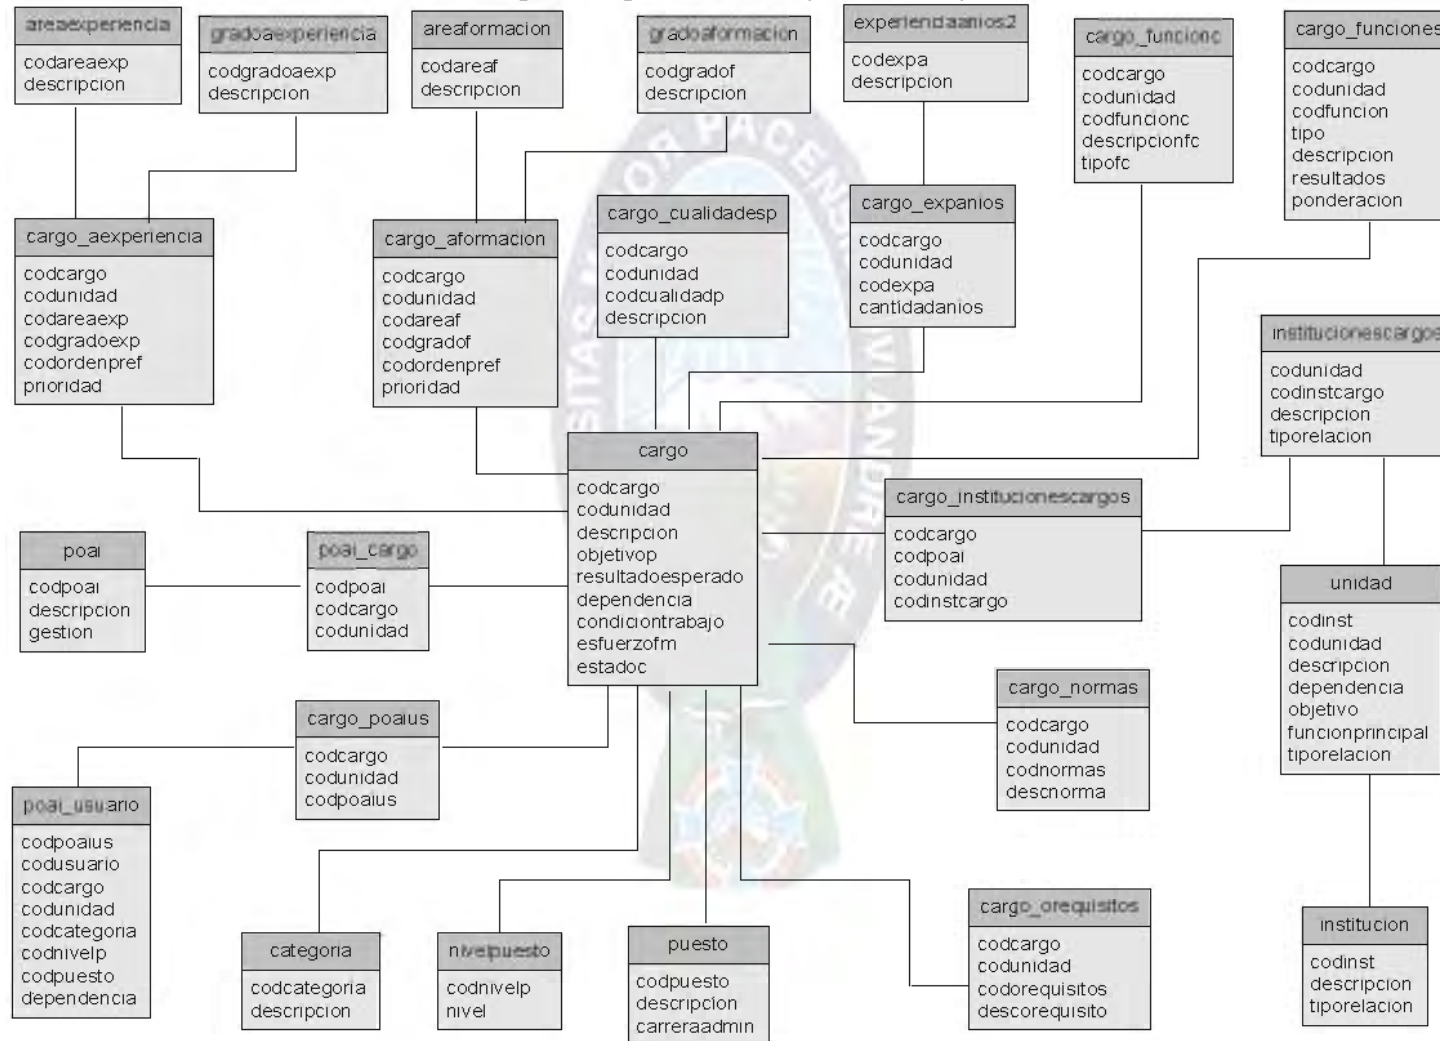 areaexperiencia
codareaexp
descripcion
gradoaexperiencia
codgradoaexp
descripcion
areaformacion
codareaf
descripcion
gradoaformacion
codgradof
descripcion
experienciaanios2
codexpa
descripcion
cargo_funcionc
codcargo
codunidad
codfuncionc
descripcionfc
tipofc
cargo_funciones
codcargo
codunidad
codfuncion
tipo
descripcion
resultados
ponderacion
cargo_aexperiencia
codcargo
codunidad
codareaexp
codgradoexp
codordenpref
prioridad
cargo_aformacion
codcargo
codunidad
codareaf
codgradof
codordenpref
prioridad
cargo_cualidadesp
codcargo
codunidad
codcualidadp
descripcion
cargo_expanios
codcargo
codunidad
codexpa
cantidadanios
institucionescargos
codunidad
codinstcargo
descripcion
tiporelacion
cargo
codcargo
codunidad
descripcion
objetivop
resultadoesperado
dependencia
condiciontrabajo
esfuerzofm
estadoc
cargo_institucionescargos
codcargo
codpoai
codunidad
codinstcargo
poai
codpoai
descripcion
gestion
poai_cargo
codpoai
codcargo
codunidad
unidad
codinst
codunidad
descripcion
dependencia
objetivo
funcionprincipal
tiporelacion
cargo_normas
codcargo
codunidad
codnormas
descnorma
cargo_poaius
codcargo
codunidad
codpoaius
poai_usuario
codpoaius
codusuario
codcargo
codunidad
codcategoria
codnivelp
codpuesto
dependencia
categoria
codcategoria
descripcion
nivelpuesto
codnivelp
nivel
puesto
codpuesto
descripcion
carreraadmin
cargo_orequisitos
codcargo
codunidad
codorequisitos
descorequisito
institucion
codinst
descripcion
tiporelacion